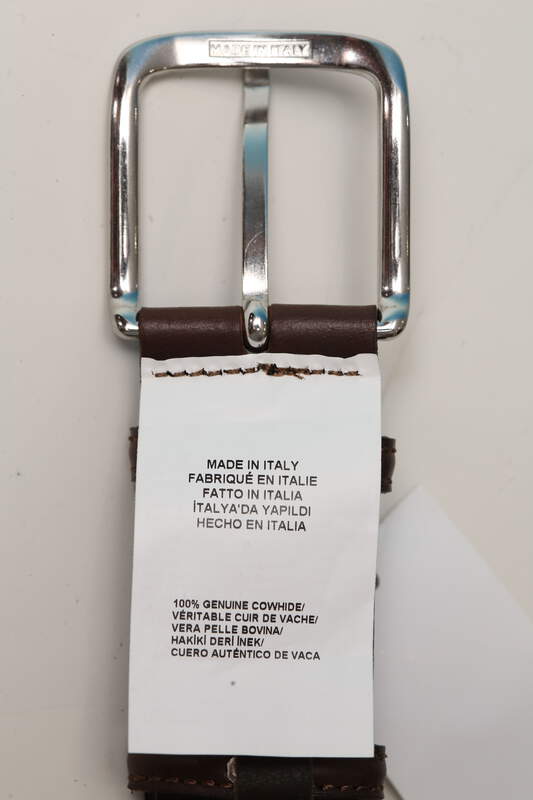 MADE IN ITALY
MADE IN ITALY
FABRIQUÉ EN ITALIE
FATTO IN ITALIA
İTALYA'DA YAPILDI
HECHO EN ITALIA
100% GENUINE COWHIDE/
VÉRITABLE CUIR DE VACHE/
VERA PELLE BOVINA/
HAKİKİ DERİ İNEK/
CUERO AUTÉNTICO DE VACA